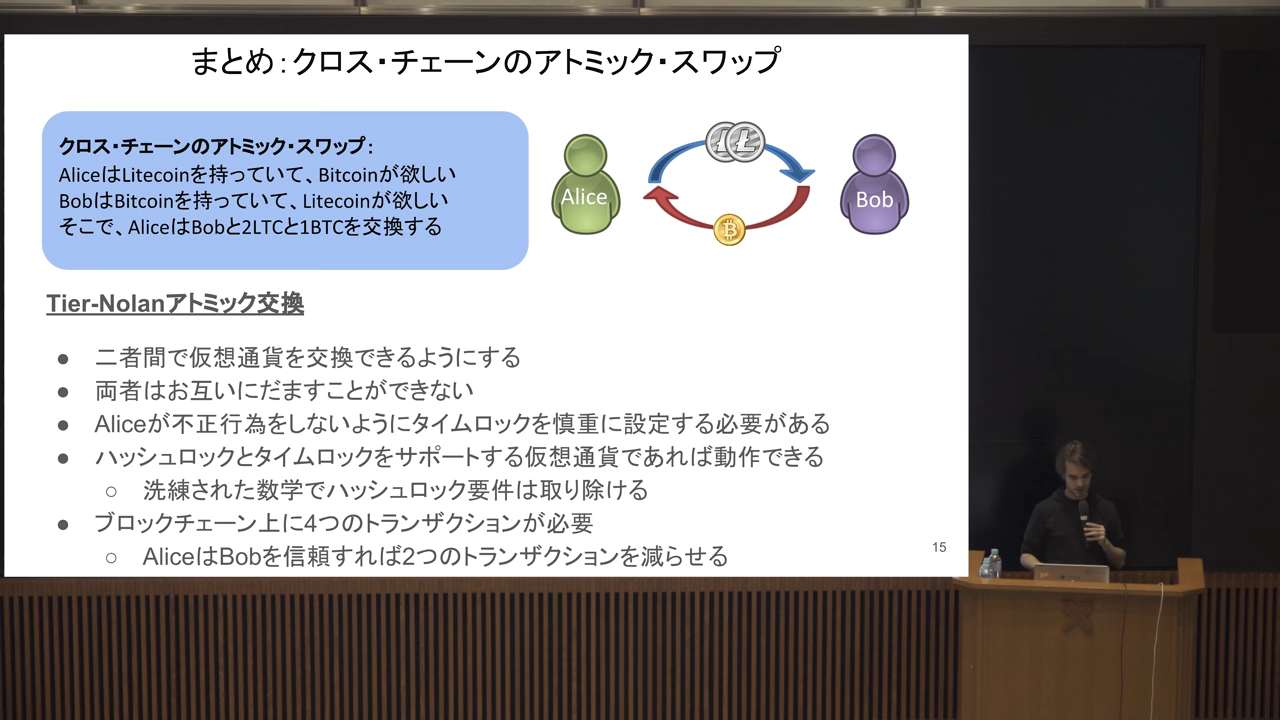 まとめ：クロス・チェーンのアトミック・スワップ
クロス・チェーンのアトミック・スワップ：
AliceはLitecoinを持っていて、Bitcoinが欲しい
BobはBitcoinを持っていて、Litecoinが欲しい
そこで、AliceはBobと2LTCと1BTCを交換する
Alice
Bob
Tier-Nolanアトミック交換
● 二者間で仮想通貨を交換できるようにする
● 両者はお互いにだますことができない
● Aliceが不正行為をしないようにタイムロックを慎重に設定する必要がある
● ハッシュロックとタイムロックをサポートする仮想通貨であれば動作できる
○ 洗練された数学でハッシュロック要件は取り除ける
● ブロックチェーン上に4つのトランザクションが必要
○ AliceはBobを信頼すれば2つのトランザクションを減らせる
15